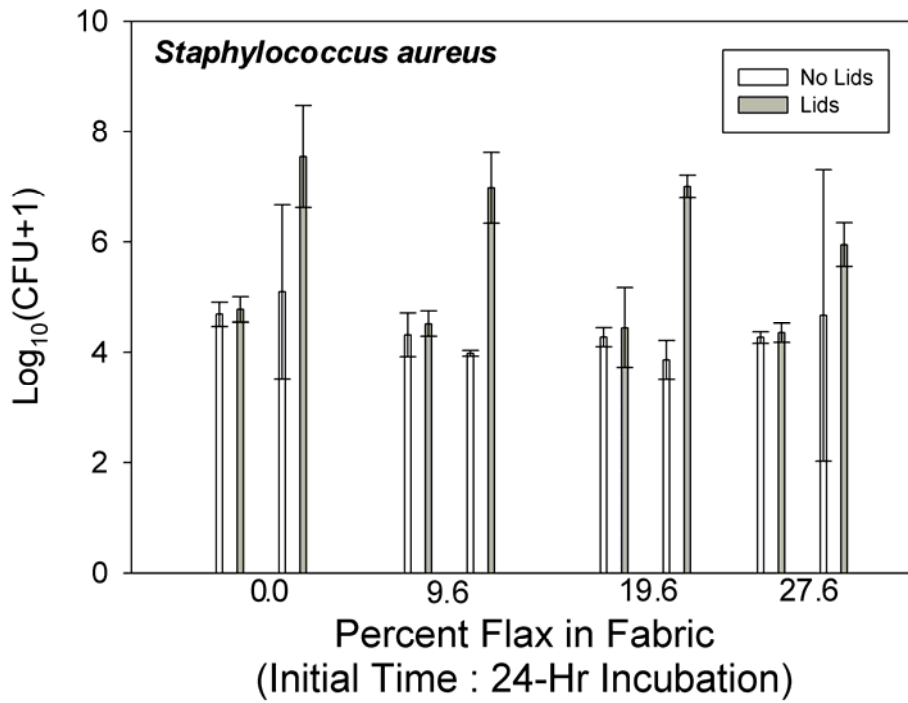 Staphylococcus aureus
No Lids
Lids
10
8
6
4
2
0
Log10(CFU+1)
0.0 9.6 19.6 27.6
Percent Flax in Fabric
(Initial Time : 24-Hr Incubation)